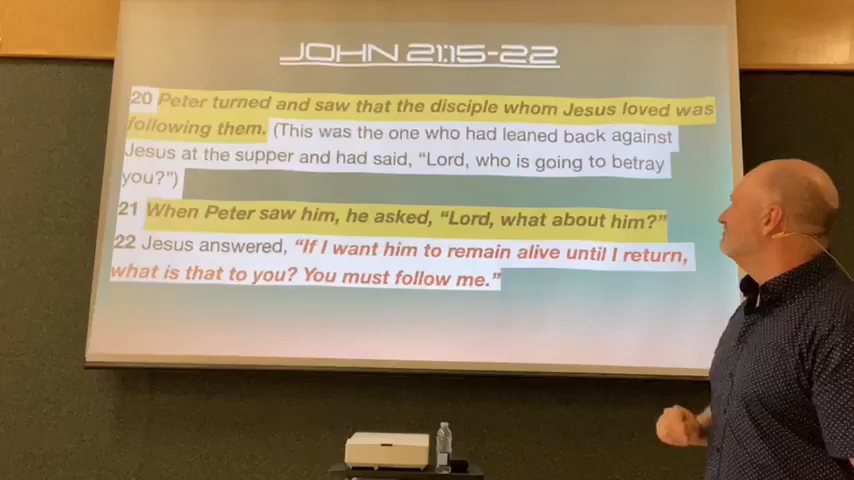 JOHN 21:15-22
20 Peter turned and saw that the disciple whom Jesus loved was
following them. (This was the one who had leaned back against
Jesus at the supper and had said, “Lord, who is going to betray
you?”)
21 When Peter saw him, he asked, “Lord, what about him?”
22 Jesus answered, “If I want him to remain alive until I return,
what is that to you? You must follow me.”